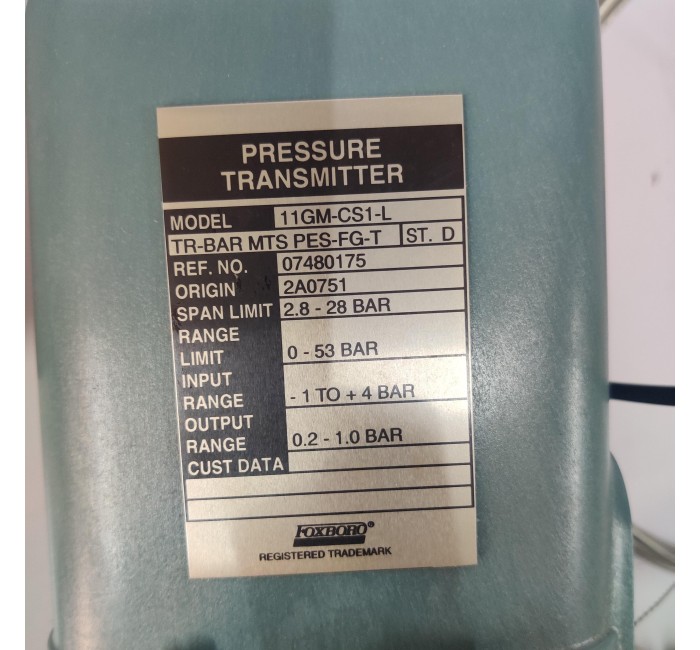 PRESSURE
TRANSMITTER
MODEL 11GM-CS1-L
TR-BAR MTS PES-FG-T ST. D
REF. NO. 07480175
ORIGIN 2A0751
SPAN LIMIT 2.8 - 28 BAR
RANGE
LIMIT 0 - 53 BAR
INPUT
RANGE - 1 TO + 4 BAR
OUTPUT
RANGE 0.2 - 1.0 BAR
CUST DATA
FOXBORO®
REGISTERED TRADEMARK